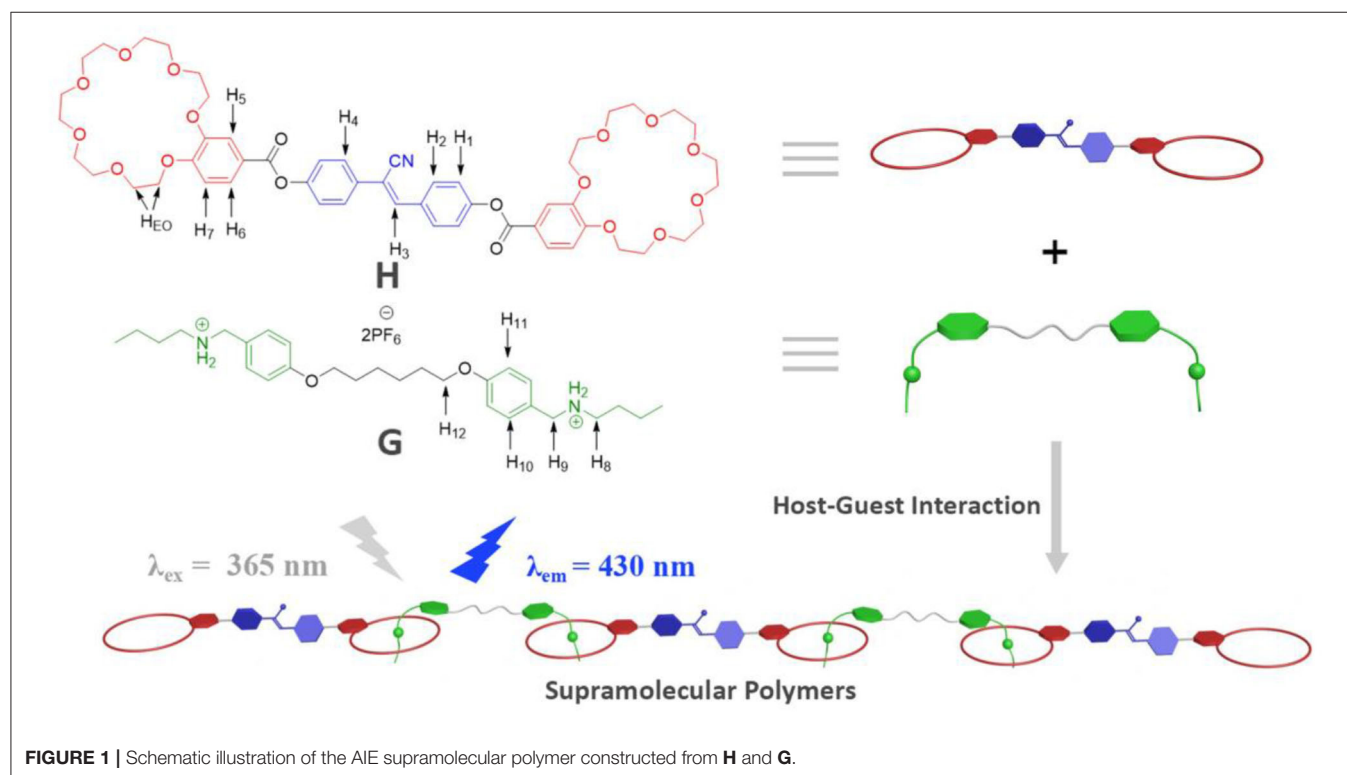 O
O
O
O
O
O
O
O
H5
H4
H2
H1
CN
O
O
O
O
HEO
H7
H6
H3
O
O
O
O
O
O
O
O
H
+
2PF6
⊖
H11
⊕
N
H2
O
O
H2
N
⊕
H12
H10
H9
H8
G
Host-Guest Interaction
λex = 365 nm
λem = 430 nm
Supramolecular Polymers
FIGURE 1 | Schematic illustration of the AIE supramolecular polymer constructed from H and G.